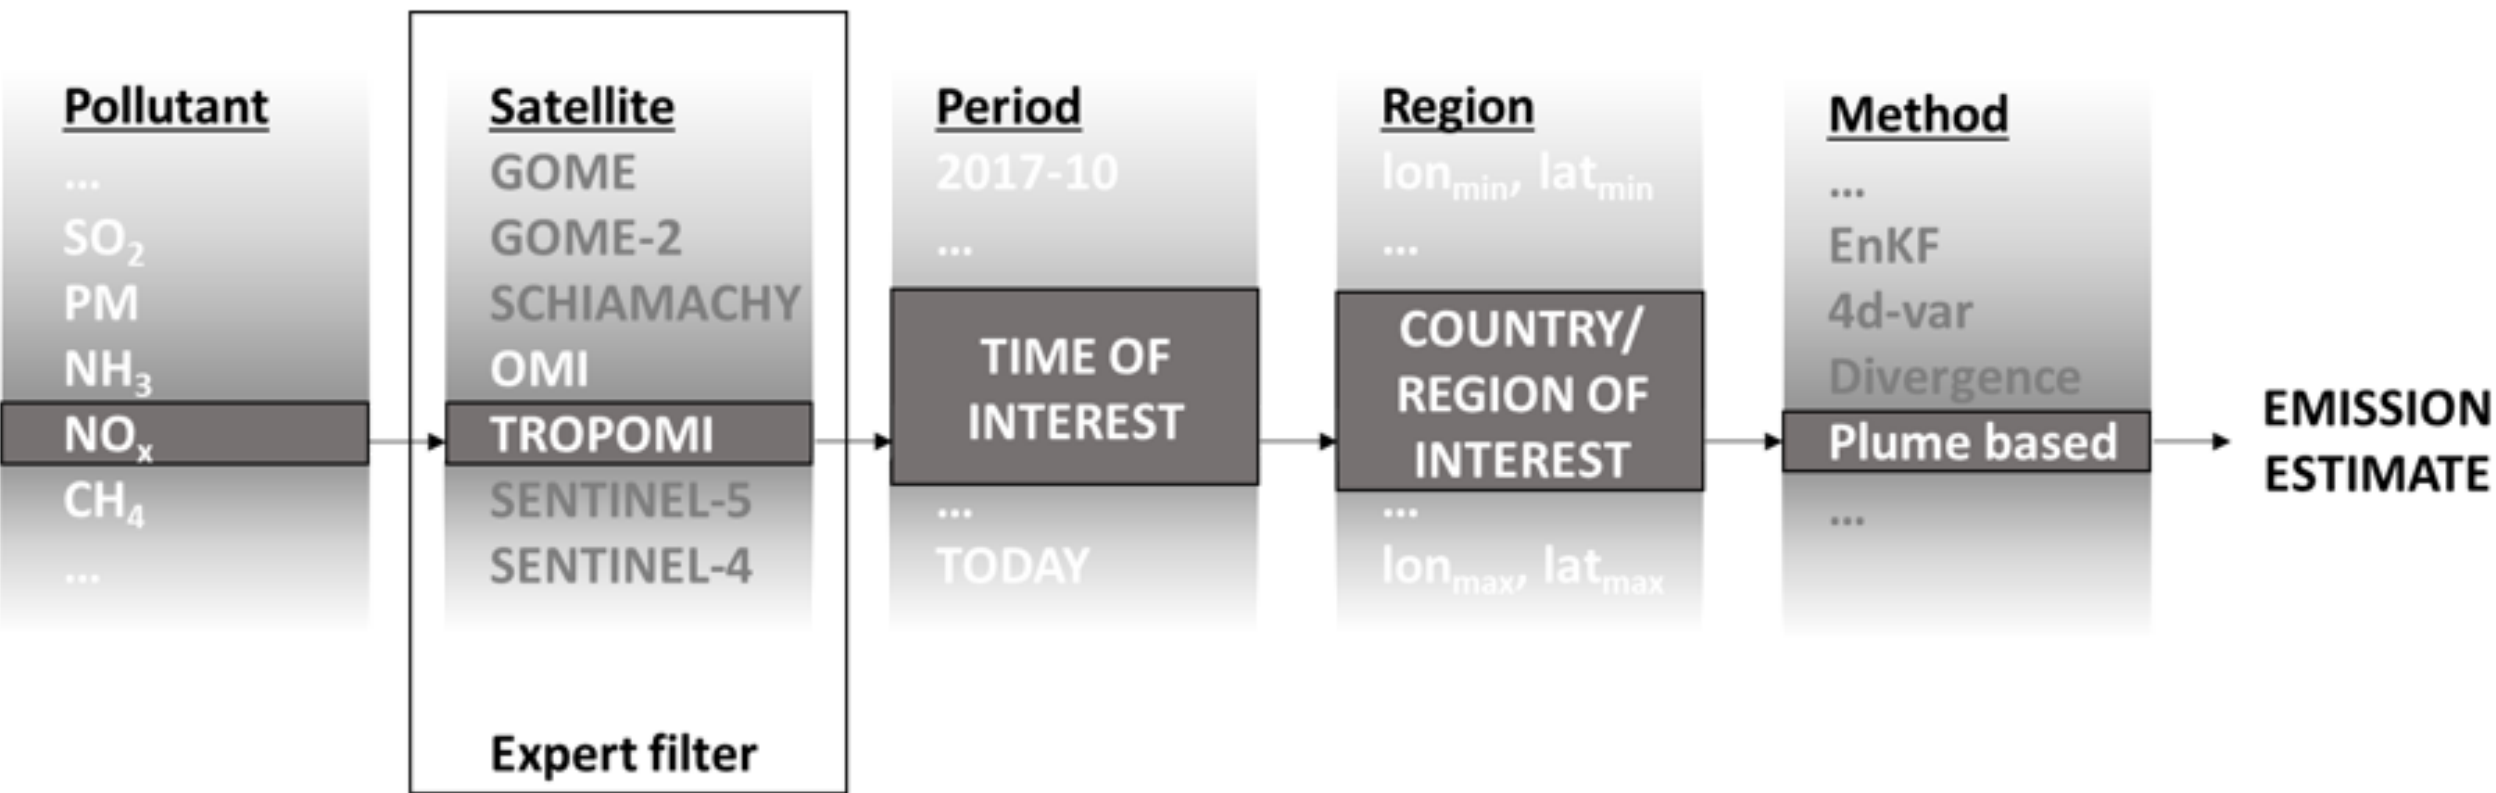 Pollutant
...
SO2
PM
NH3
NOx
CH4
...
Satellite
GOME
GOME-2
SCHIAMACHY
OMI
TROPOMI
SENTINEL-5
SENTINEL-4
Expert filter
Period
2017-10
...
TIME OF
INTEREST
...
TODAY
Region
lonmin, latmin
...
COUNTRY/
REGION OF
INTEREST
...
lonmax, latmax
Method
...
EnKF
4d-var
Divergence
Plume based
...
EMISSION
ESTIMATE